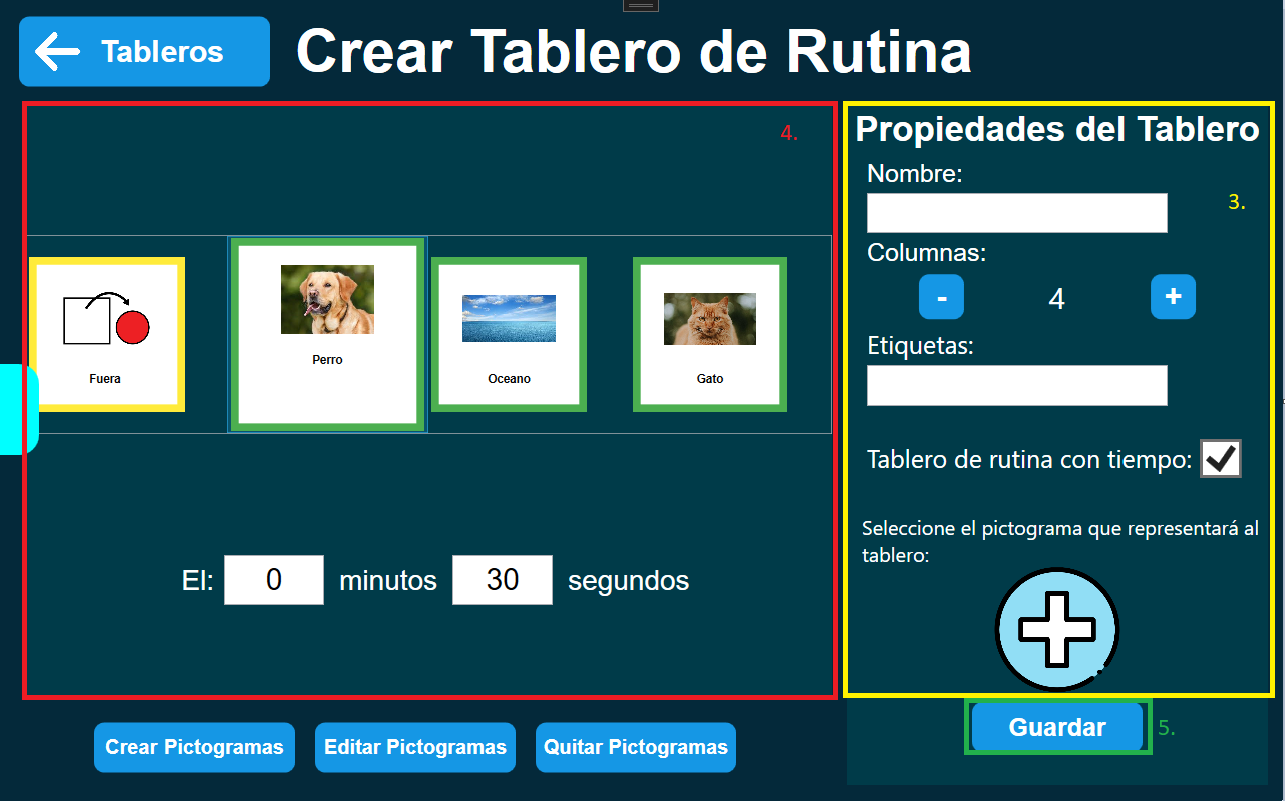 Tableros
Crear Tablero de Rutina
4.
Fuera
Perro
Oceano
Gato
El: 0 minutos 30 segundos
Propiedades del Tablero
Nombre:
3.
Columnas:
- 4 +
Etiquetas:
Tablero de rutina con tiempo:
Seleccione el pictograma que representará al
tablero:
Guardar
5.
Crear Pictogramas
Editar Pictogramas
Quitar Pictogramas